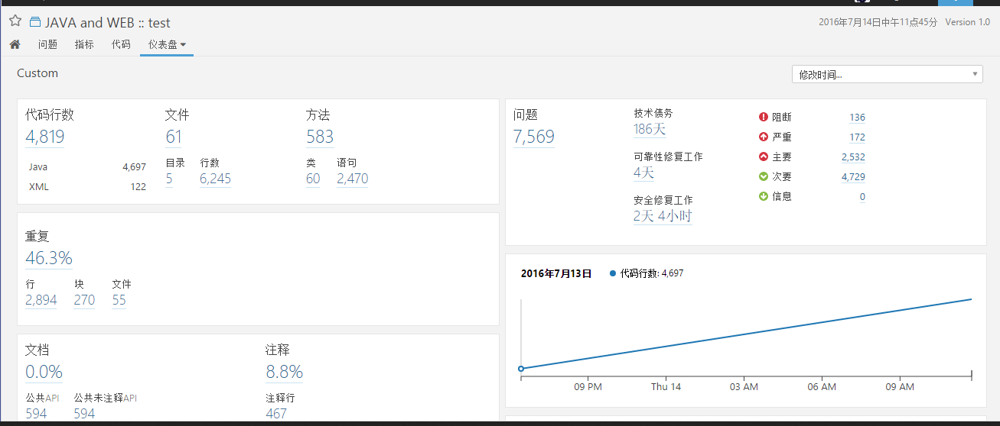 JAVA and WEB :: test
2016年7月14日中午11点45分 Version 1.0
问题 指标 代码 仪表盘
Custom
修改时间...
代码行数 文件 方法
4,819 61 583
目录 行数 类 语句
Java 4,697
5 6,245 60 2,470
XML 122
问题
7,569
技术债务
186天
可靠性修复工作
4天
安全修复工作
2天 4小时
阻断 136
严重 172
主要 2,532
次要 4,729
信息 0
重复
46.3%
行 块 文件
2,894 270 55
2016年7月13日 代码行数: 4,697
09 PM Thu 14 03 AM 06 AM 09 AM
文档 注释
0.0% 8.8%
公共API 公共未注释API 注释行
594 594 467